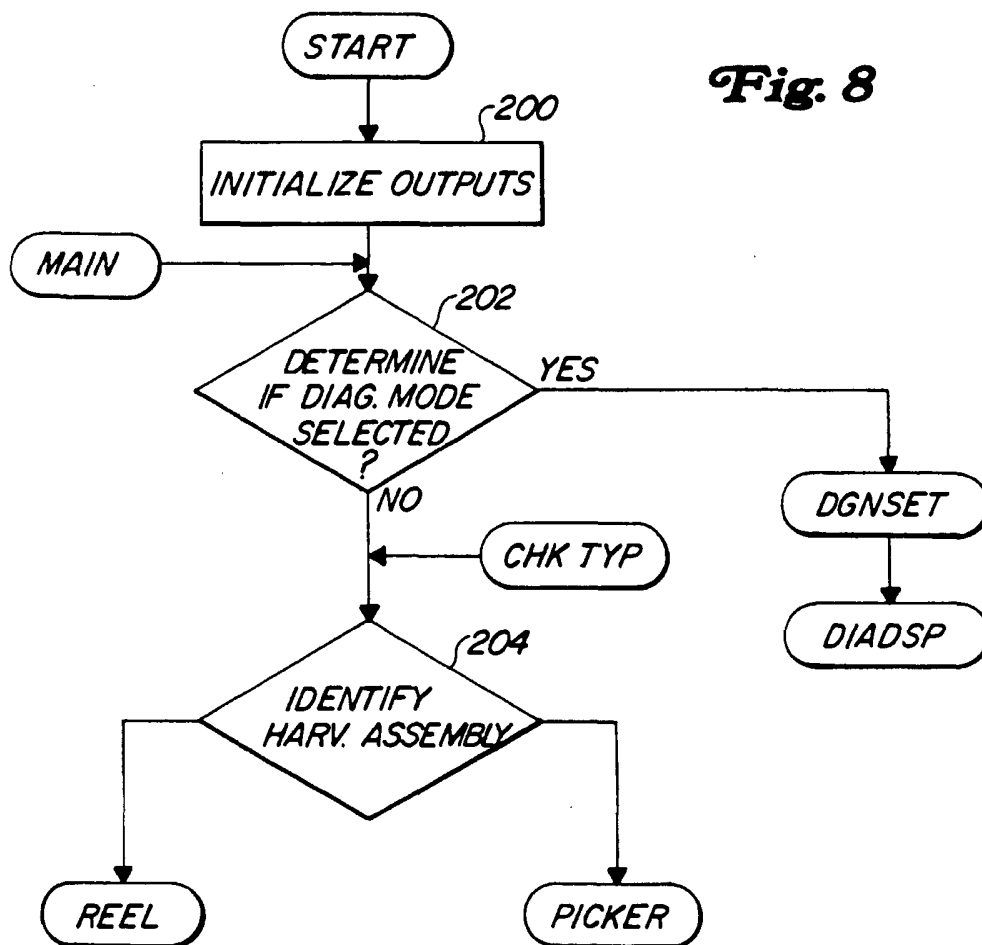 START
Fig. 8
200
INITIALIZE OUTPUTS
MAIN
202
DETERMINE
IF DIAG. MODE
SELECTED
?
YES
NO
DGNSET
CHK TYP
DIADSP
204
IDENTIFY
HARV. ASSEMBLY
REEL
PICKER